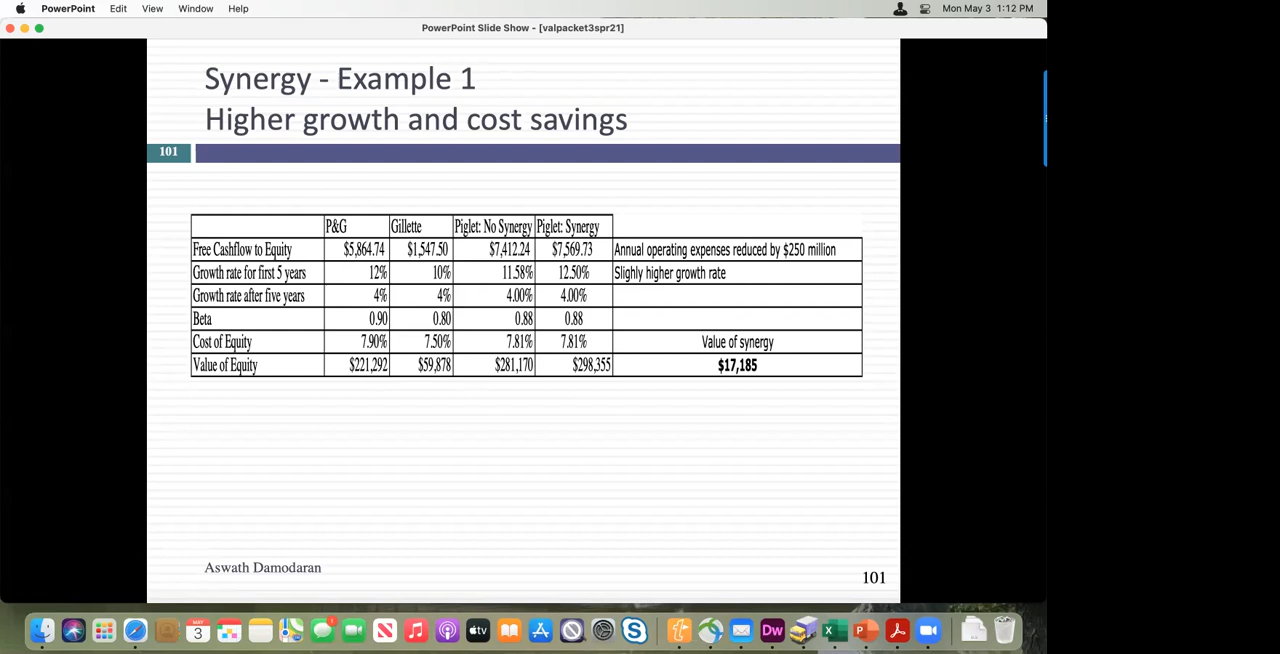 PowerPoint Edit View Window Help Mon May 3 1:12 PM
PowerPoint Slide Show - [valpacket3spr21]
Synergy - Example 1
Higher growth and cost savings
101
P&G Gillette Piglet: No Synergy Piglet: Synergy
Free Cashflow to Equity $5,864.74 $1,547.50 $7,412.24 $7,569.73 Annual operating expenses reduced by $250 million
Growth rate for first 5 years 12% 10% 11.58% 12.50% Slighly higher growth rate
Growth rate after five years 4% 4% 4.00% 4.00%
Beta 0.90 0.80 0.88 0.88
Cost of Equity 7.90% 7.50% 7.81% 7.81% Value of synergy
Value of Equity $221,292 $59,878 $281,170 $298,355 $17,185
Aswath Damodaran
101
MAY
3
tv
Dw
X
P